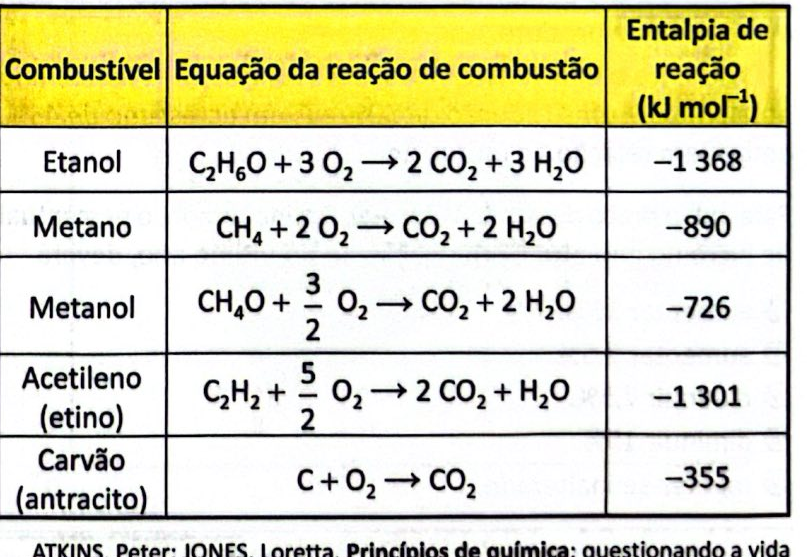 Combustível Equação da reação de combustão Entalpia de reação (kJ mol⁻¹)
Etanol C₂H₆O + 3 O₂ → 2 CO₂ + 3 H₂O −1 368
Metano CH₄ + 2 O₂ → CO₂ + 2 H₂O −890
Metanol CH₄O + 3/2 O₂ → CO₂ + 2 H₂O −726
Acetileno (etino) C₂H₂ + 5/2 O₂ → 2 CO₂ + H₂O −1 301
Carvão (antracito) C + O₂ → CO₂ −355
ATKINS, Peter; JONES, Loretta. Princípios de química: questionando a vida